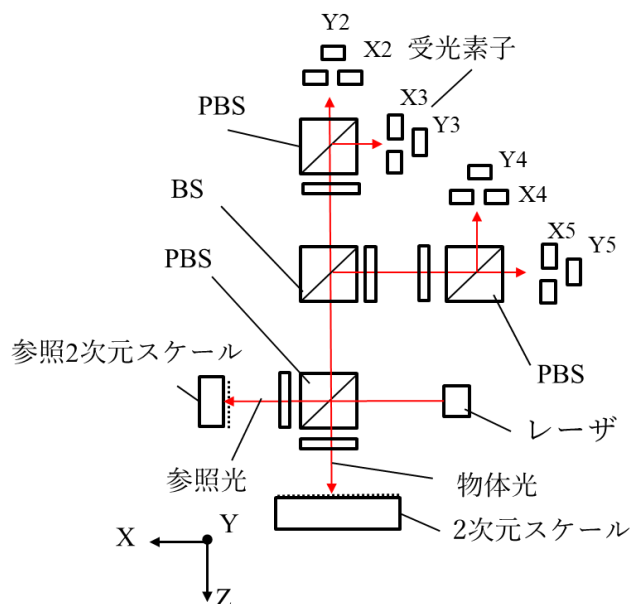 Y2
X2
受光素子
PBS
X3
Y3
Y4
BS
X4
X5
Y5
PBS
参照2次元スケール
PBS
レーザ
参照光
物体光
2次元スケール
X
Y
Z